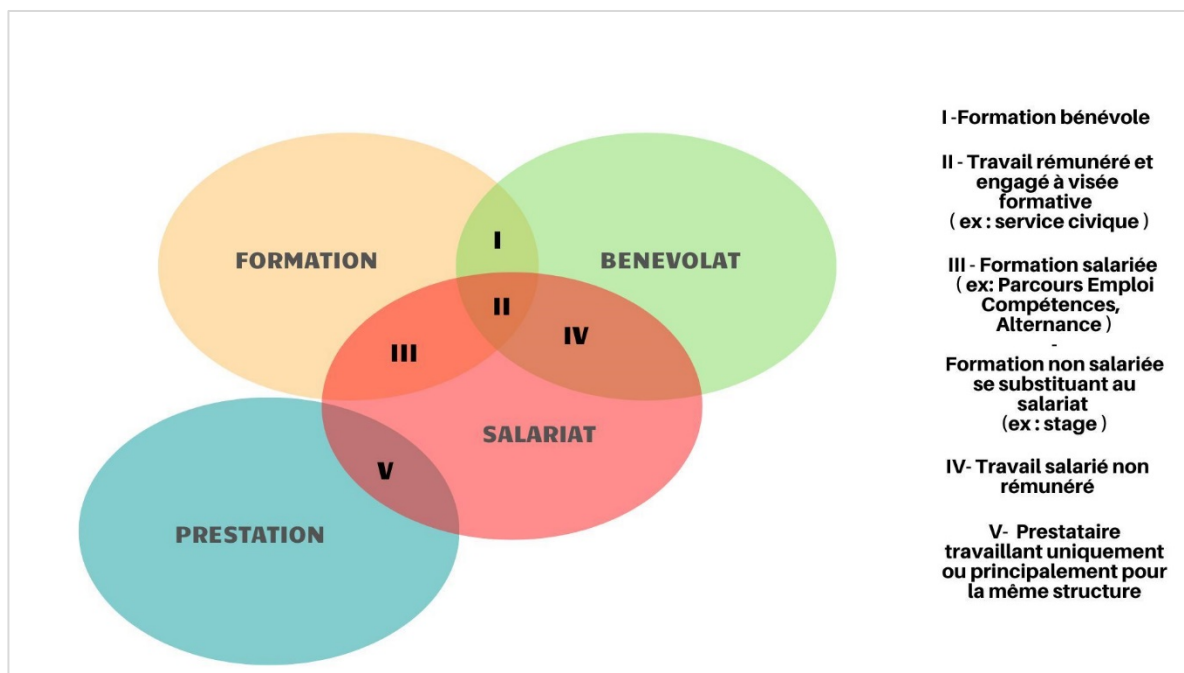 FORMATION
BENEVOLAT
I
II
III
IV
SALARIAT
V
PRESTATION
I -Formation bénévole
II - Travail rémunéré et
engagé à visée
formative
( ex : service civique )
III - Formation salariée
( ex: Parcours Emploi
Compétences,
Alternance )
-
Formation non salariée
se substituant au
salariat
(ex : stage )
IV- Travail salarié non
rémunéré
V-  Prestataire
travaillant uniquement
ou principalement pour
la même structure